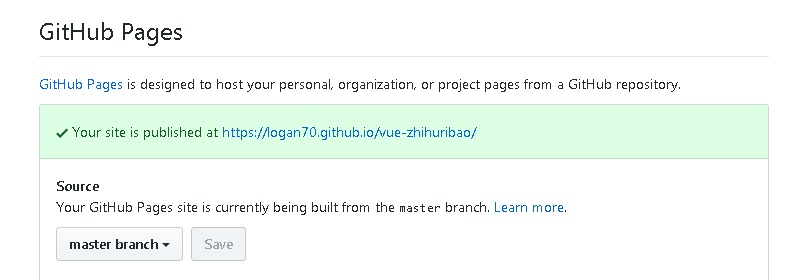 GitHub Pages
GitHub Pages is designed to host your personal, organization, or project pages from a GitHub repository.
Your site is published at https://logan70.github.io/vue-zhihuribao/
Source
Your GitHub Pages site is currently being built from the master branch. Learn more.
master branch Save